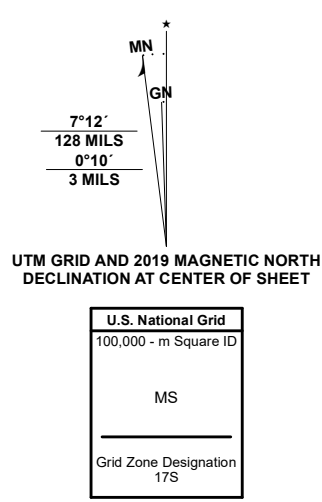 MN
GN
7°12´
128 MILS
0°10´
3 MILS
UTM GRID AND 2019 MAGNETIC NORTH
DECLINATION AT CENTER OF SHEET
U.S. National Grid
100,000 - m Square ID
MS
Grid Zone Designation
17S